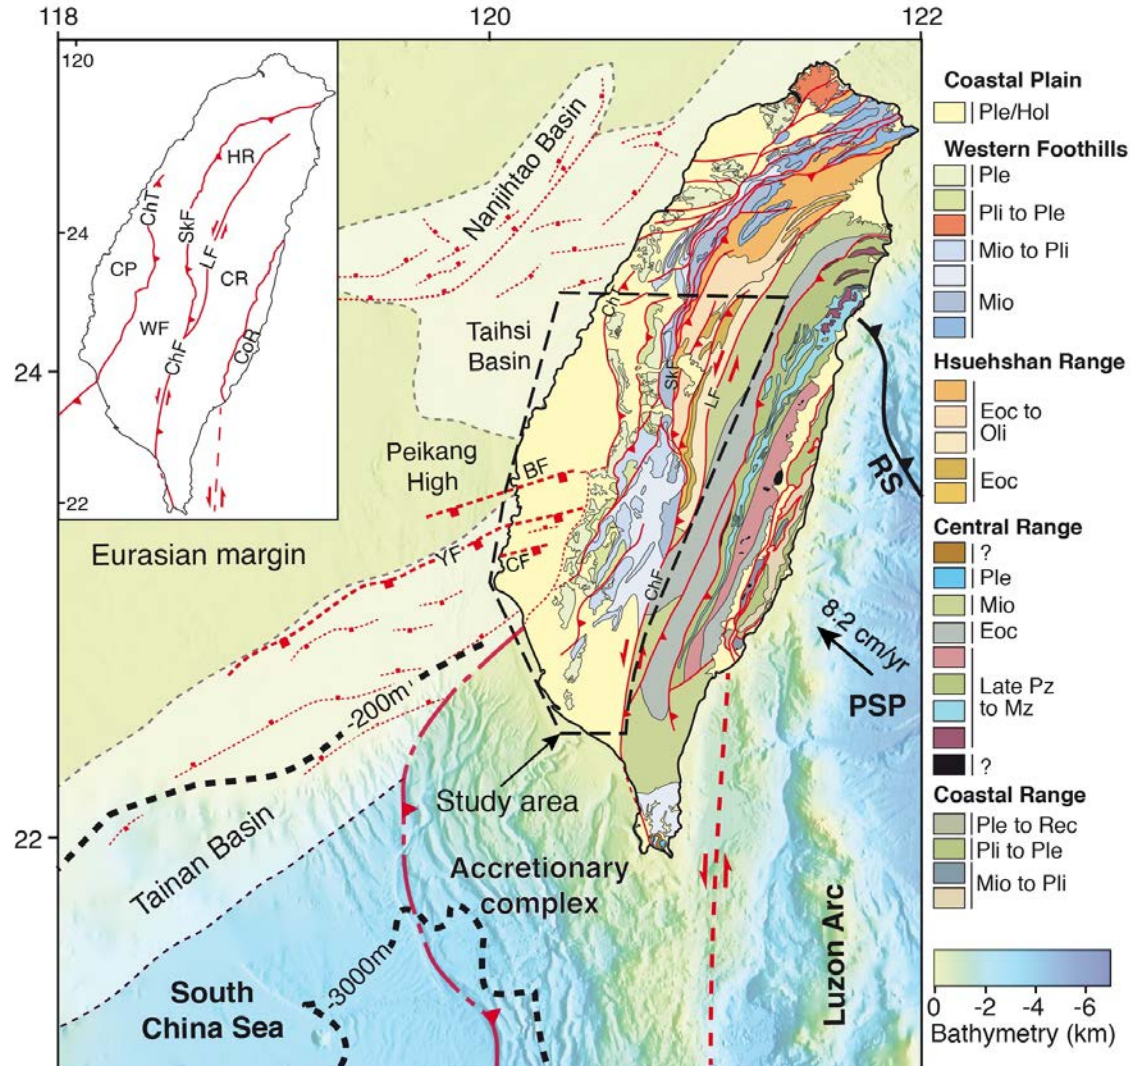 118
120
122
120
24
22
HR
ChT
SkF
LF
CP
CR
WF
ChF
CoR
24
22
Nanjihtao Basin
Taihsi
Basin
Peikang
High
BF
YF
CF
Ch
SkF
LF
ChF
Eurasian margin
RS
8.2 cm/yr
PSP
-200m
Study area
Tainan Basin
Accretionary
complex
-3000m
South
China Sea
Luzon Arc
Coastal Plain
Ple/Hol
Western Foothills
Ple
Pli to Ple
Mio to Pli
Mio
Hsuehshan Range
Eoc to
Oli
Eoc
Central Range
?
Ple
Mio
Eoc
Late Pz
to Mz
?
Coastal Range
Ple to Rec
Pli to Ple
Mio to Pli
0 -2 -4 -6
Bathymetry (km)